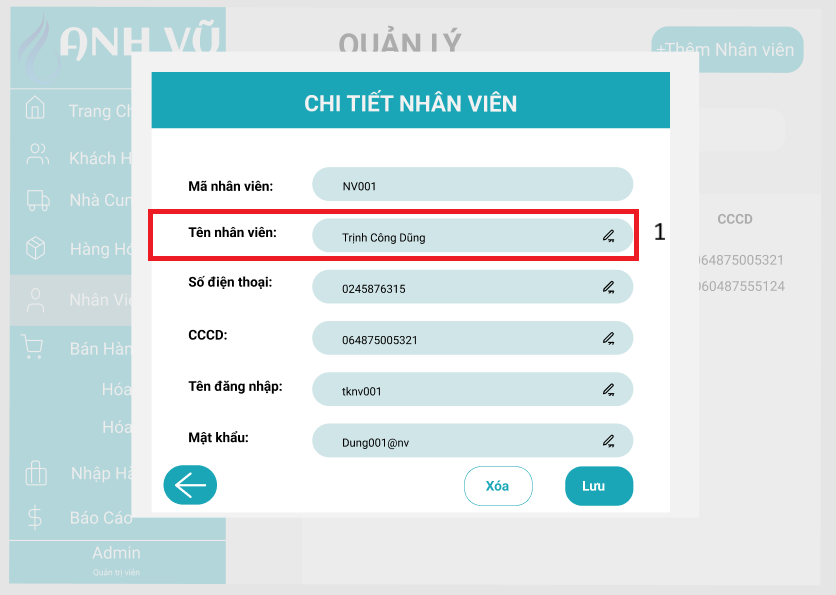 ANH VŨ
QUẢN LÝ
+Thêm Nhân viên
CHI TIẾT NHÂN VIÊN
Trang Ch
Khách H
Nhà Cun
Hàng Hó
Nhân Vi
Bán Hàn
Hóa
Hóa
Nhập Hà
Báo Cáo
Admin
Quản trị viên
Mã nhân viên: NV001
Tên nhân viên: Trịnh Công Dũng
1
Số điện thoại: 0245876315
CCCD: 064875005321
Tên đăng nhập: tknv001
Mật khẩu: Dung001@nv
Xóa
Lưu
CCCD
064875005321
060487555124